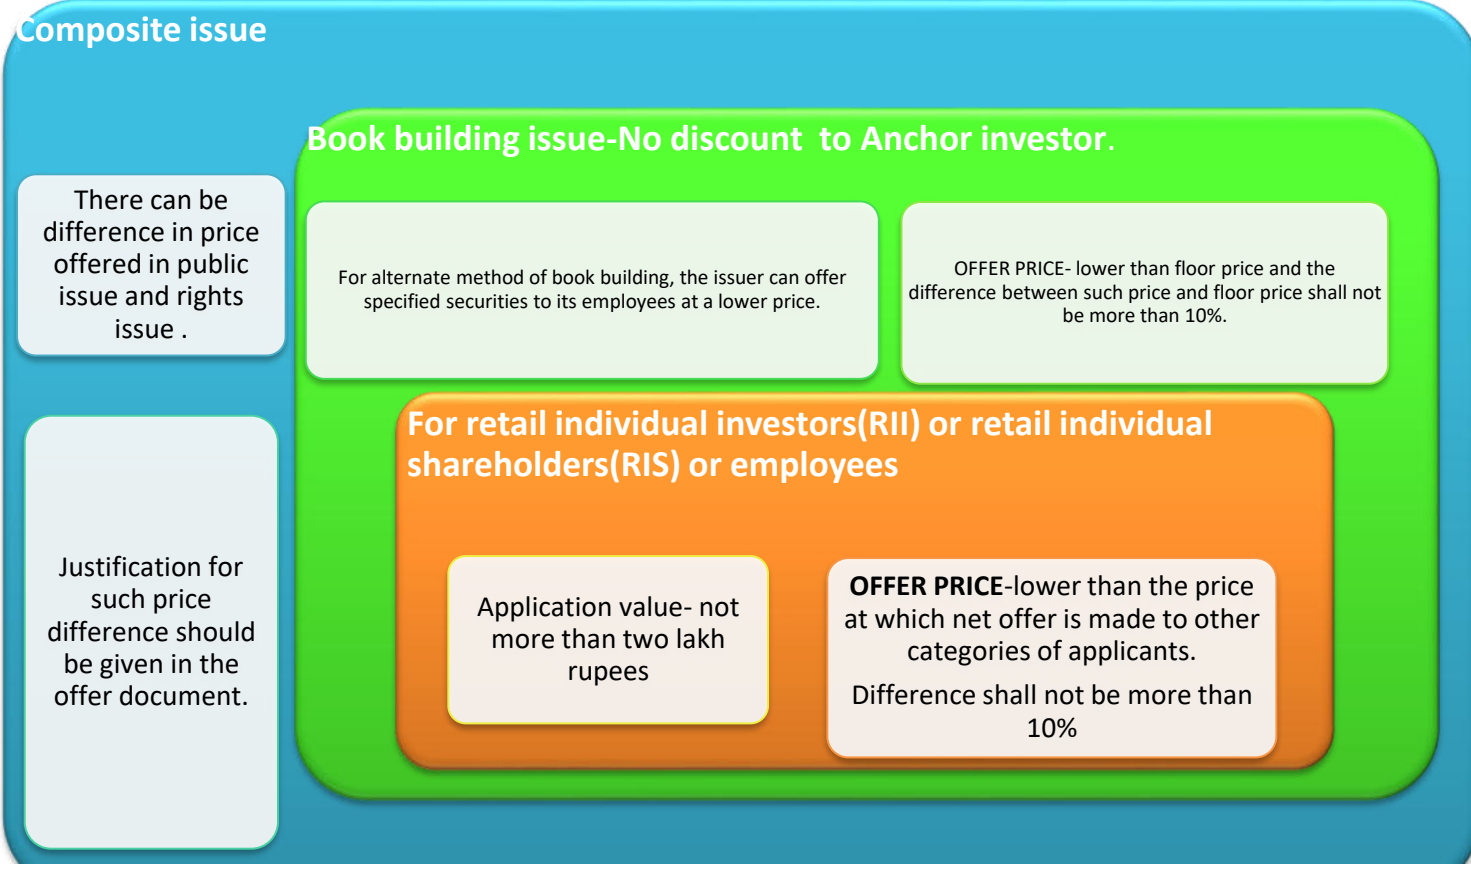 Composite issue
There can be
difference in price
offered in public
issue and rights
issue .
Justification for
such price
difference should
be given in the
offer document.
Book building issue-No discount  to Anchor investor.
For alternate method of book building, the issuer can offer
specified securities to its employees at a lower price.
OFFER PRICE- lower than floor price and the
difference between such price and floor price shall not
be more than 10%.
For retail individual investors(RII) or retail individual
shareholders(RIS) or employees
Application value- not
more than two lakh
rupees
OFFER PRICE-lower than the price
at which net offer is made to other
categories of applicants.
Difference shall not be more than
10%